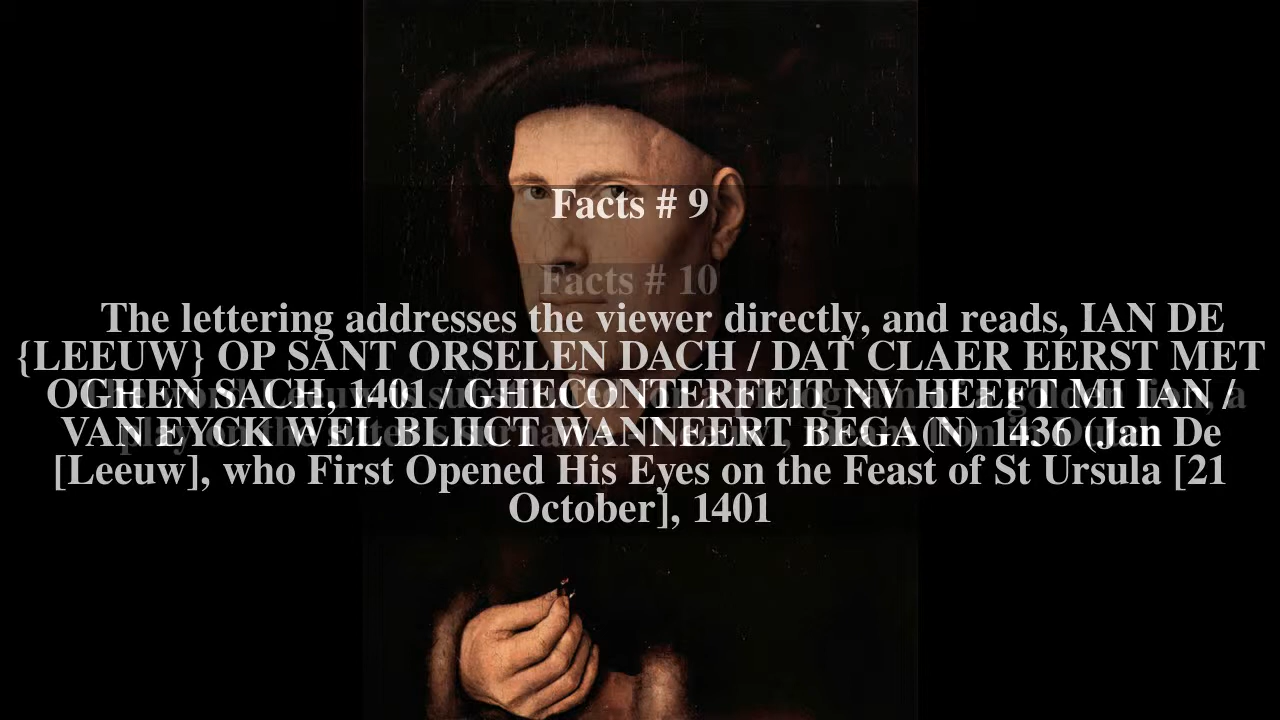 Facts # 9
Facts # 10
The lettering addresses the viewer directly, and reads, IAN DE
{LEEUW} OP SANT ORSELEN DACH / DAT CLAER EERST MET
OGHEN SACH, 1401 / GHECONTERFEIT NV HEEFT MI IAN /
VAN EYCK WEL BLIICT WANNEERT BEGA(N) 1436 (Jan De
[Leeuw], who First Opened His Eyes on the Feast of St Ursula [21
October], 1401